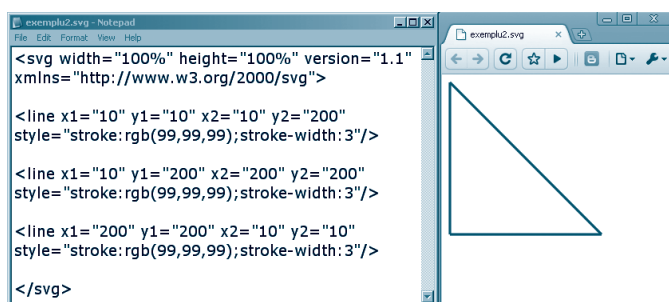 exemplu2.svg - Notepad
File Edit Format View Help
<svg width="100%" height="100%" version="1.1"
xmlns="http://www.w3.org/2000/svg">
<line x1="10" y1="10" x2="10" y2="200"
style="stroke:rgb(99,99,99);stroke-width:3"/>
<line x1="10" y1="200" x2="200" y2="200"
style="stroke:rgb(99,99,99);stroke-width:3"/>
<line x1="200" y1="200" x2="10" y2="10"
style="stroke:rgb(99,99,99);stroke-width:3"/>
</svg>
exemplu2.svg